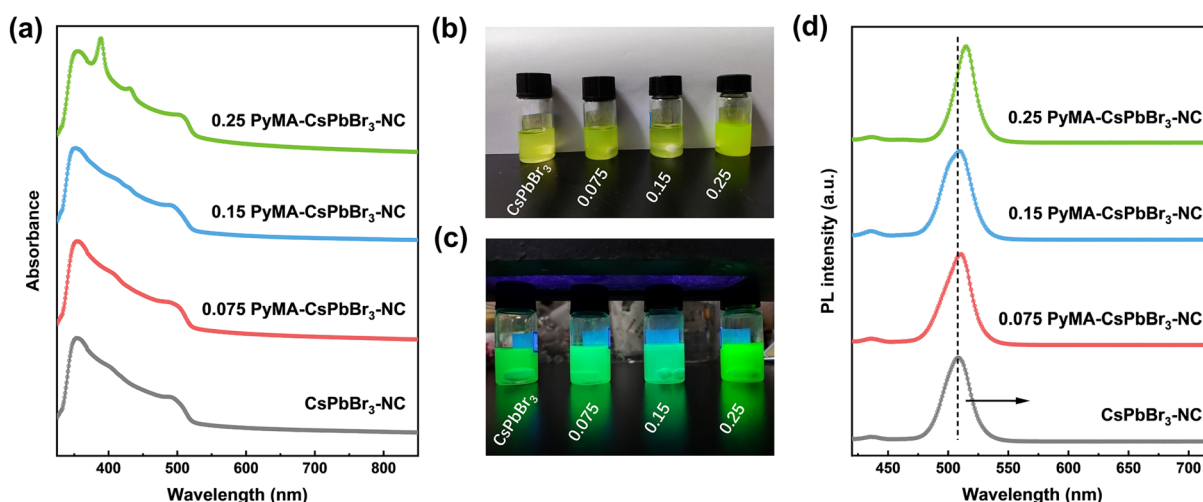 (a)
Absorbance
0.25 PyMA-CsPbBr₃-NC
0.15 PyMA-CsPbBr₃-NC
0.075 PyMA-CsPbBr₃-NC
CsPbBr₃-NC
400 500 600 700 800
Wavelength (nm)
(b)
CsPbBr₃
0.075
0.15
0.25
(c)
CsPbBr₃
0.075
0.15
0.25
(d)
PL intensity (a.u.)
0.25 PyMA-CsPbBr₃-NC
0.15 PyMA-CsPbBr₃-NC
0.075 PyMA-CsPbBr₃-NC
CsPbBr₃-NC
450 500 550 600 650 700
Wavelength (nm)